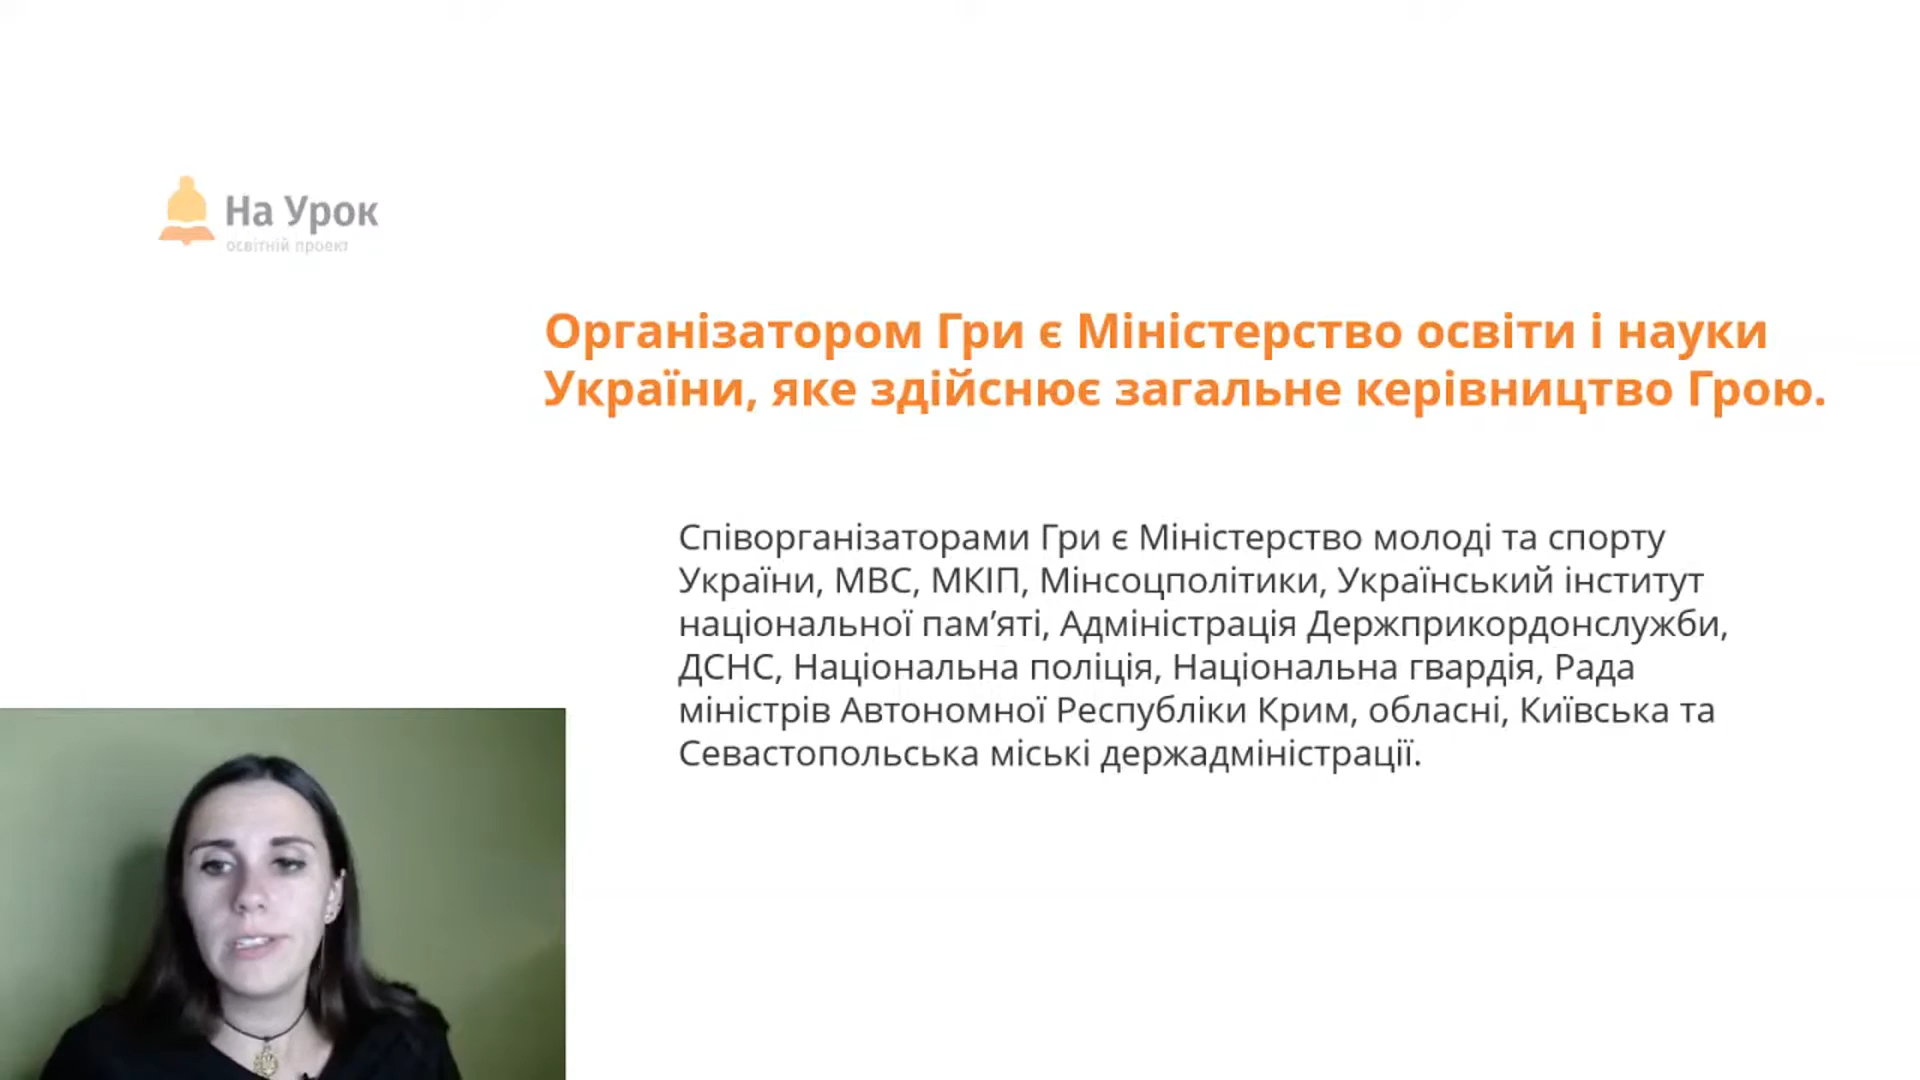 На Урок
освітній проект
Організатором Гри є Міністерство освіти і науки
України, яке здійснює загальне керівництво Грою.
Співорганізаторами Гри є Міністерство молоді та спорту
України, МВС, МКІП, Мінсоцполітики, Український інститут
національної пам’яті, Адміністрація Держприкордонслужби,
ДСНС, Національна поліція, Національна гвардія, Рада
міністрів Автономної Республіки Крим, обласні, Київська та
Севастопольська міські держадміністрації.